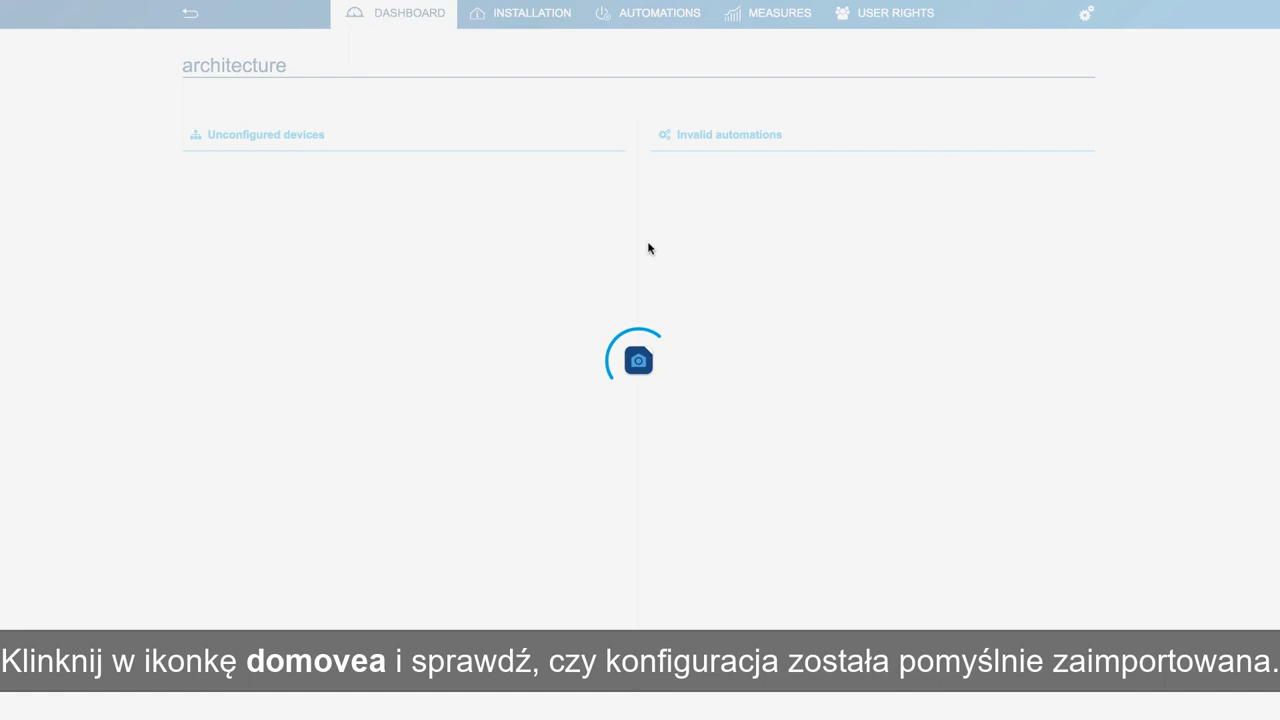 DASHBOARD INSTALLATION AUTOMATIONS MEASURES USER RIGHTS
architecture
Unconfigured devices Invalid automations
Klinknij w ikonkę domovea i sprawdź, czy konfiguracja została pomyślnie zaimportowana.